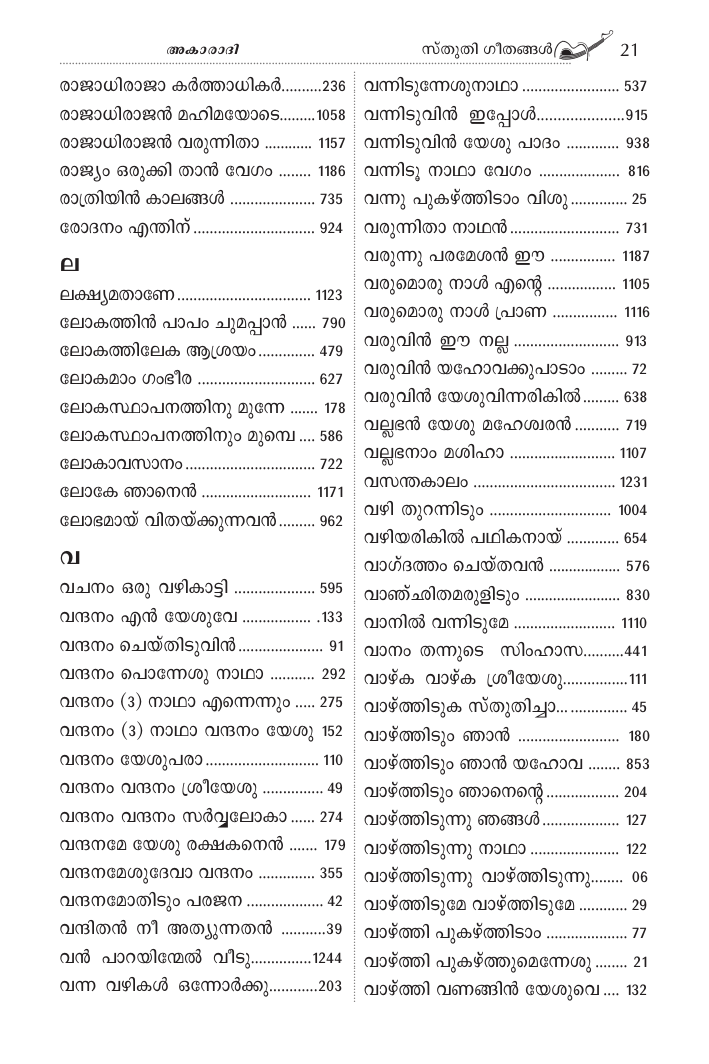 അകാരാദി
സ്തുതി ഗീതങ്ങൾ 21
രാജാധിരാജാ കർത്താധികർ..........236
രാജാധിരാജൻ മഹിമയോടെ.........1058
രാജാധിരാജൻ വരുന്നിതാ ............ 1157
രാജ്യം ഒരുക്കി താൻ വേഗം ........ 1186
രാത്രിയിൻ കാലങ്ങൾ ..................... 735
രോദനം എന്തിന് .............................. 924
ല
ലക്ഷ്യമതാണേ ................................. 1123
ലോകത്തിൻ പാപം ചുമപ്പാൻ ...... 790
ലോകത്തിലേക ആശ്രയം .............. 479
ലോകമാം ഗംഭീര ............................. 627
ലോകസ്ഥാപനത്തിനു മുന്നേ ....... 178
ലോകസ്ഥാപനത്തിനും മുമ്പെ .... 586
ലോകാവസാനം ................................ 722
ലോകേ ഞാനെൻ ........................... 1171
ലോഭമായ് വിതയ്ക്കുന്നവൻ ......... 962
വ
വചനം ഒരു വഴികാട്ടി .................... 595
വന്ദനം എൻ യേശുവേ ................. .133
വന്ദനം ചെയ്തിടുവിൻ ..................... 91
വന്ദനം പൊന്നേശു നാഥാ ........... 292
വന്ദനം (3) നാഥാ എന്നെന്നും ..... 275
വന്ദനം (3) നാഥാ വന്ദനം യേശു 152
വന്ദനം യേശുപരാ ............................ 110
വന്ദനം വന്ദനം ശ്രീയേശു ............... 49
വന്ദനം വന്ദനം സർവ്വലോകാ ...... 274
വന്ദനമേ യേശു രക്ഷകനെൻ ....... 179
വന്ദനമേശുദേവാ വന്ദനം .............. 355
വന്ദനമോതിടും പരജന ................... 42
വന്ദിതൻ നീ അത്യുന്നതൻ ...........39
വൻ പാറയിന്മേൽ വീടു...............1244
വന്ന വഴികൾ ഒന്നോർക്കു............203
വന്നിടുന്നേശുനാഥാ ........................ 537
വന്നിടുവിൻ ഇപ്പോൾ.....................915
വന്നിടുവിൻ യേശു പാദം ............. 938
വന്നിടൂ നാഥാ വേഗം .................... 816
വന്നു പുകഴ്ത്തിടാം വിശു .............. 25
വരുന്നിതാ നാഥൻ ........................... 731
വരുന്നു പരമേശൻ ഈ ................ 1187
വരുമൊരു നാൾ എന്റെ ................. 1105
വരുമൊരു നാൾ പ്രാണ ................ 1116
വരുവിൻ ഈ നല്ല .......................... 913
വരുവിൻ യഹോവക്കുപാടാം ......... 72
വരുവിൻ യേശുവിന്നരികിൽ ......... 638
വല്ലഭൻ യേശു മഹേശ്വരൻ ........... 719
വല്ലഭനാം മശിഹാ .......................... 1107
വസന്തകാലം ................................... 1231
വഴി തുറന്നിടും .............................. 1004
വഴിയരികിൽ പഥികനായ് ............. 654
വാഗ്ദത്തം ചെയ്തവൻ ................. 576
വാഞ്ഛിതമരുളിടും ....................... 830
വാനിൽ വന്നിടുമേ ......................... 1110
വാനം തന്നുടെ സിംഹാസ..........441
വാഴ്ക വാഴ്ക ശ്രീയേശു................111
വാഴ്ത്തിടുക സ്തുതിച്ചാ... .............. 45
വാഴ്ത്തിടും ഞാൻ ......................... 180
വാഴ്ത്തിടും ഞാൻ യഹോവ ........ 853
വാഴ്ത്തിടും ഞാനെന്റെ .................. 204
വാഴ്ത്തിടുന്നു ഞങ്ങൾ ................... 127
വാഴ്ത്തിടുന്നു നാഥാ ...................... 122
വാഴ്ത്തിടുന്നു വാഴ്ത്തിടുന്നു........ 06
വാഴ്ത്തിടുമേ വാഴ്ത്തിടുമേ ............ 29
വാഴ്ത്തി പുകഴ്ത്തിടാം .................... 77
വാഴ്ത്തി പുകഴ്ത്തുമെന്നേശു ........ 21
വാഴ്ത്തി വണങ്ങിൻ യേശുവെ .... 132